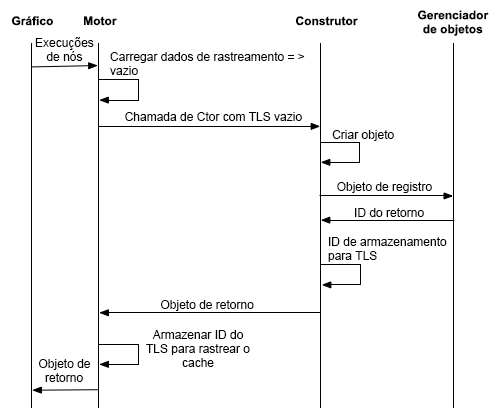 Gráfico
Motor
Construtor
Gerenciador
de objetos
Execuções
de nós
Carregar dados de rastreamento = >
vazio
Chamada de Ctor com TLS vazio
Criar objeto
Objeto de registro
ID do retorno
ID de armazenamento
para TLS
Objeto de retorno
Armazenar ID do
TLS para rastrear o
cache
Objeto de
retorno